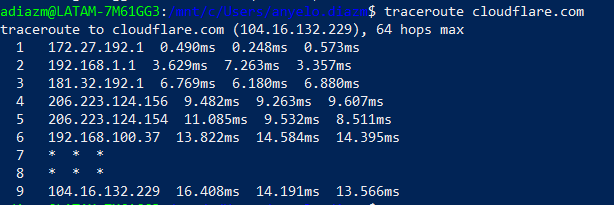 adiazm@LATAM-7M61GG3:$ traceroute cloudflare.com
traceroute to cloudflare.com (104.16.132.229), 64 hops max
1 172.27.192.1 0.490ms 0.248ms 0.573ms
2 192.168.1.1 3.629ms 7.263ms 3.357ms
3 181.32.192.1 6.769ms 6.180ms 6.880ms
4 206.223.124.156 9.482ms 9.263ms 9.607ms
5 206.223.124.154 11.085ms 9.532ms 8.511ms
6 192.168.100.37 13.822ms 14.584ms 14.395ms
7 * * *
8 * * *
9 104.16.132.229 16.408ms 14.191ms 13.566ms